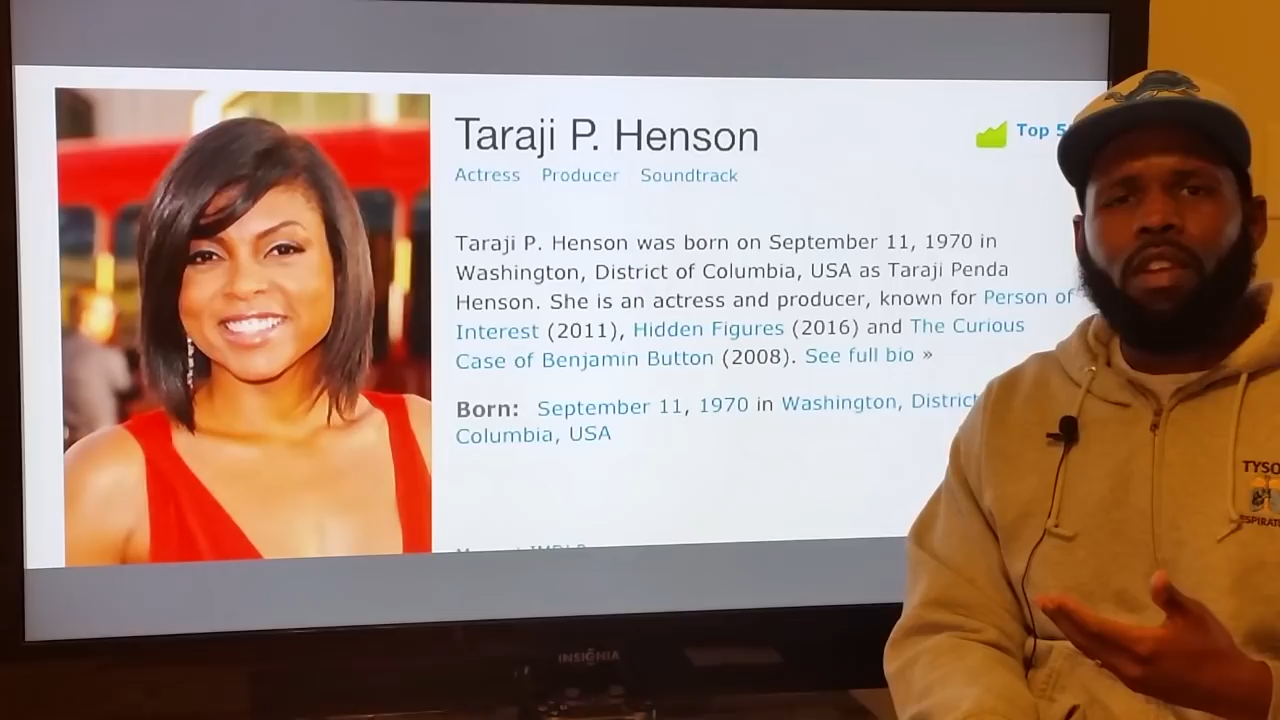 Taraji P. Henson
Top
Actress Producer Soundtrack
Taraji P. Henson was born on September 11, 1970 in
Washington, District of Columbia, USA as Taraji Penda
Henson. She is an actress and producer, known for Person of
Interest (2011), Hidden Figures (2016) and The Curious
Case of Benjamin Button (2008). See full bio »
Born: September 11, 1970 in Washington, District
Columbia, USA
INSIGNIA
TYSO